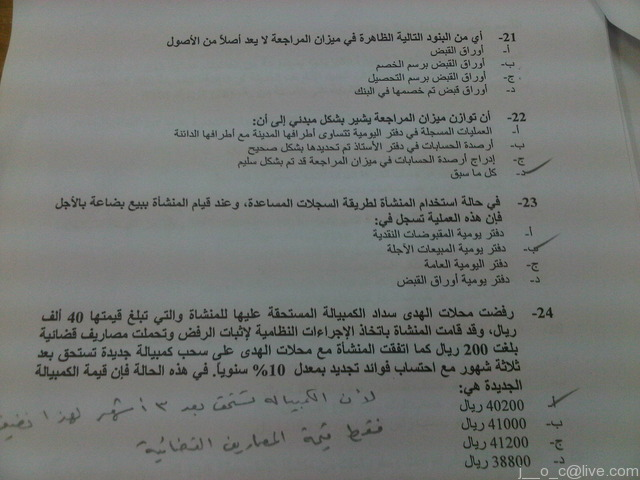 21- أي من البنود التالية الظاهرة في ميزان المراجعة لا يعد أصلاً من الأصول
أ- أوراق القبض
ب- أوراق القبض برسم الخصم
ج- أوراق القبض برسم التحصيل
د- أوراق قبض تم خصمها في البنك
22- أن توازن ميزان المراجعة يشير بشكل مبدئي إلى أن:
أ- العمليات المسجلة في دفتر اليومية تتساوى أطرافها المدينة مع أطرافها الدائنة
ب- أرصدة الحسابات في دفتر الأستاذ تم تحديدها بشكل صحيح
ج- إدراج أرصدة الحسابات في ميزان المراجعة قد تم بشكل سليم
د- كل ما سبق
23- في حالة استخدام المنشأة لطريقة السجلات المساعدة، وعند قيام المنشأة ببيع بضاعة بالأجل
فإن هذه العملية تسجل في:
أ- دفتر يومية المقبوضات النقدية
ب- دفتر يومية المبيعات الآجلة
ج- دفتر اليومية العامة
د- دفتر يومية أوراق القبض
24- رفضت محلات الهدى سداد الكمبيالة المستحقة عليها للمنشاة والتي تبلغ قيمتها 40 ألف
ريال، وقد قامت المنشاة باتخاذ الإجراءات النظامية لإثبات الرفض وتحملت مصاريف قضائية
بلغت 200 ريال كما اتفقت المنشأة مع محلات الهدى على سحب كمبيالة جديدة تستحق بعد
ثلاثة شهور مع احتساب فوائد تجديد بمعدل 10% سنوياً. في هذه الحالة فإن قيمة الكمبيالة
الجديدة هي:
أ- 40200 ريال
ب- 41000 ريال
ج- 41200 ريال
د- 38800 ريال
لأن الكمبياله تستحق بعد ٣ أشهر لهذا نضيف
فقط قيمة المصاريف القضائية
j__o_c@live.com